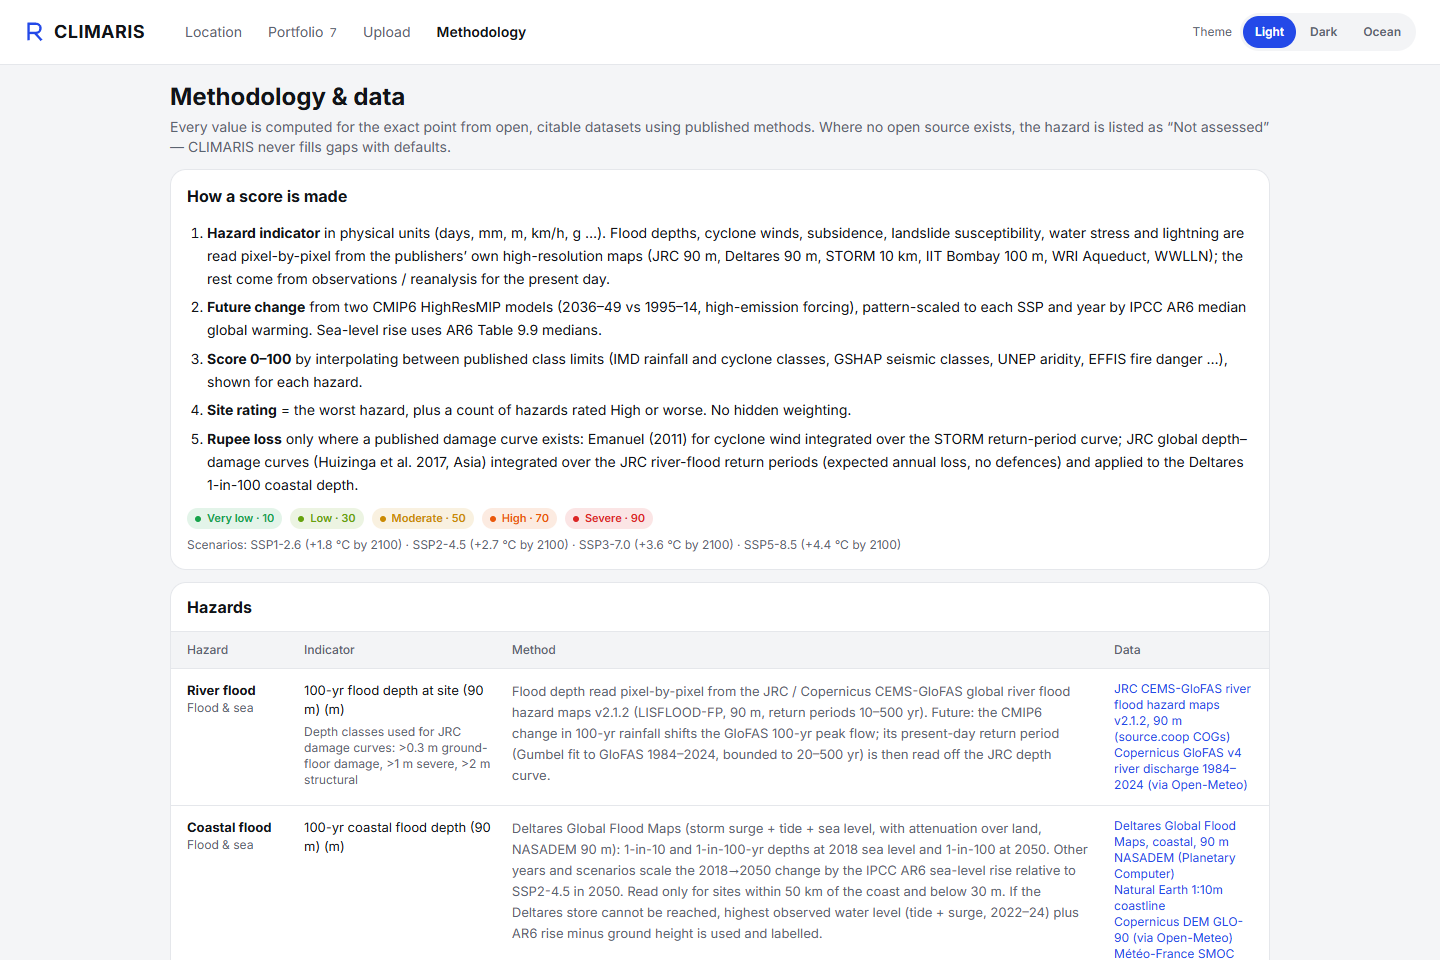 CLIMARIS
Location
Portfolio 7
Upload
Methodology
Theme
Light
Dark
Ocean
Methodology & data
Every value is computed for the exact point from open, citable datasets using published methods. Where no open source exists, the hazard is listed as “Not assessed”
— CLIMARIS never fills gaps with defaults.
How a score is made
1. Hazard indicator in physical units (days, mm, m, km/h, g ...). Flood depths, cyclone winds, subsidence, landslide susceptibility, water stress and lightning are
read pixel-by-pixel from the publishers’ own high-resolution maps (JRC 90 m, Deltares 90 m, STORM 10 km, IIT Bombay 100 m, WRI Aqueduct, WWLLN); the
rest come from observations / reanalysis for the present day.
2. Future change from two CMIP6 HighResMIP models (2036–49 vs 1995–14, high-emission forcing), pattern-scaled to each SSP and year by IPCC AR6 median
global warming. Sea-level rise uses AR6 Table 9.9 medians.
3. Score 0–100 by interpolating between published class limits (IMD rainfall and cyclone classes, GSHAP seismic classes, UNEP aridity, EFFIS fire danger ...),
shown for each hazard.
4. Site rating = the worst hazard, plus a count of hazards rated High or worse. No hidden weighting.
5. Rupee loss only where a published damage curve exists: Emanuel (2011) for cyclone wind integrated over the STORM return-period curve; JRC global depth–
damage curves (Huizinga et al. 2017, Asia) integrated over the JRC river-flood return periods (expected annual loss, no defences) and applied to the Deltares
1-in-100 coastal depth.
Very low · 10
Low · 30
Moderate · 50
High · 70
Severe · 90
Scenarios: SSP1-2.6 (+1.8 °C by 2100) · SSP2-4.5 (+2.7 °C by 2100) · SSP3-7.0 (+3.6 °C by 2100) · SSP5-8.5 (+4.4 °C by 2100)
Hazards
Hazard
Indicator
Method
Data
River flood
Flood & sea
100-yr flood depth at site (90
m) (m)
Depth classes used for JRC
damage curves: >0.3 m ground-
floor damage, >1 m severe, >2 m
structural
Flood depth read pixel-by-pixel from the JRC / Copernicus CEMS-GloFAS global river flood
hazard maps v2.1.2 (LISFLOOD-FP, 90 m, return periods 10–500 yr). Future: the CMIP6
change in 100-yr rainfall shifts the GloFAS 100-yr peak flow; its present-day return period
(Gumbel fit to GloFAS 1984–2024, bounded to 20–500 yr) is then read off the JRC depth
curve.
JRC CEMS-GloFAS river
flood hazard maps
v2.1.2, 90 m
(source.coop COGs)
Copernicus GloFAS v4
river discharge 1984–
2024 (via Open-Meteo)
Coastal flood
Flood & sea
100-yr coastal flood depth (90
m) (m)
Deltares Global Flood Maps (storm surge + tide + sea level, with attenuation over land,
NASADEM 90 m): 1-in-10 and 1-in-100-yr depths at 2018 sea level and 1-in-100 at 2050. Other
years and scenarios scale the 2018→2050 change by the IPCC AR6 sea-level rise relative to
SSP2-4.5 in 2050. Read only for sites within 50 km of the coast and below 30 m. If the
Deltares store cannot be reached, highest observed water level (tide + surge, 2022–24) plus
AR6 rise minus ground height is used and labelled.
Deltares Global Flood
Maps, coastal, 90 m
NASADEM (Planetary
Computer)
Natural Earth 1:10m
coastline
Copernicus DEM GLO-
90 (via Open-Meteo)
Météo-France SMOC